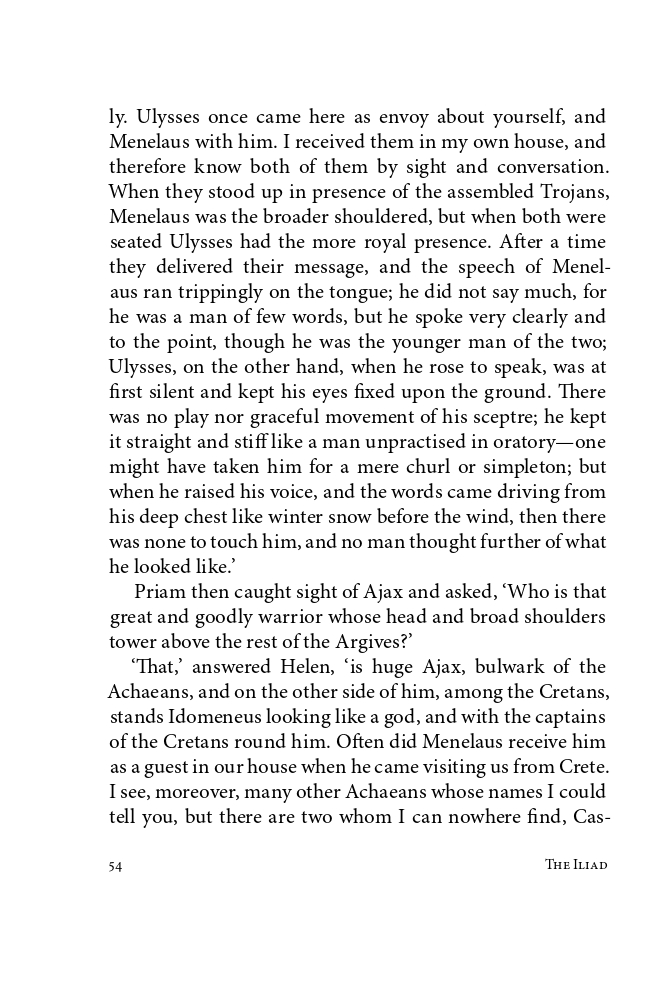 ly. Ulysses once came here as envoy about yourself, and
Menelaus with him. I received them in my own house, and
therefore know both of them by sight and conversation.
When they stood up in presence of the assembled Trojans,
Menelaus was the broader shouldered, but when both were
seated Ulysses had the more royal presence. After a time
they delivered their message, and the speech of Menel-
aus ran trippingly on the tongue; he did not say much, for
he was a man of few words, but he spoke very clearly and
to the point, though he was the younger man of the two;
Ulysses, on the other hand, when he rose to speak, was at
first silent and kept his eyes fixed upon the ground. There
was no play nor graceful movement of his sceptre; he kept
it straight and stiff like a man unpractised in oratory—one
might have taken him for a mere churl or simpleton; but
when he raised his voice, and the words came driving from
his deep chest like winter snow before the wind, then there
was none to touch him, and no man thought further of what
he looked like.’
Priam then caught sight of Ajax and asked, ‘Who is that
great and goodly warrior whose head and broad shoulders
tower above the rest of the Argives?’
‘That,’ answered Helen, ‘is huge Ajax, bulwark of the
Achaeans, and on the other side of him, among the Cretans,
stands Idomeneus looking like a god, and with the captains
of the Cretans round him. Often did Menelaus receive him
as a guest in our house when he came visiting us from Crete.
I see, moreover, many other Achaeans whose names I could
tell you, but there are two whom I can nowhere find, Cas-
54 The Iliad